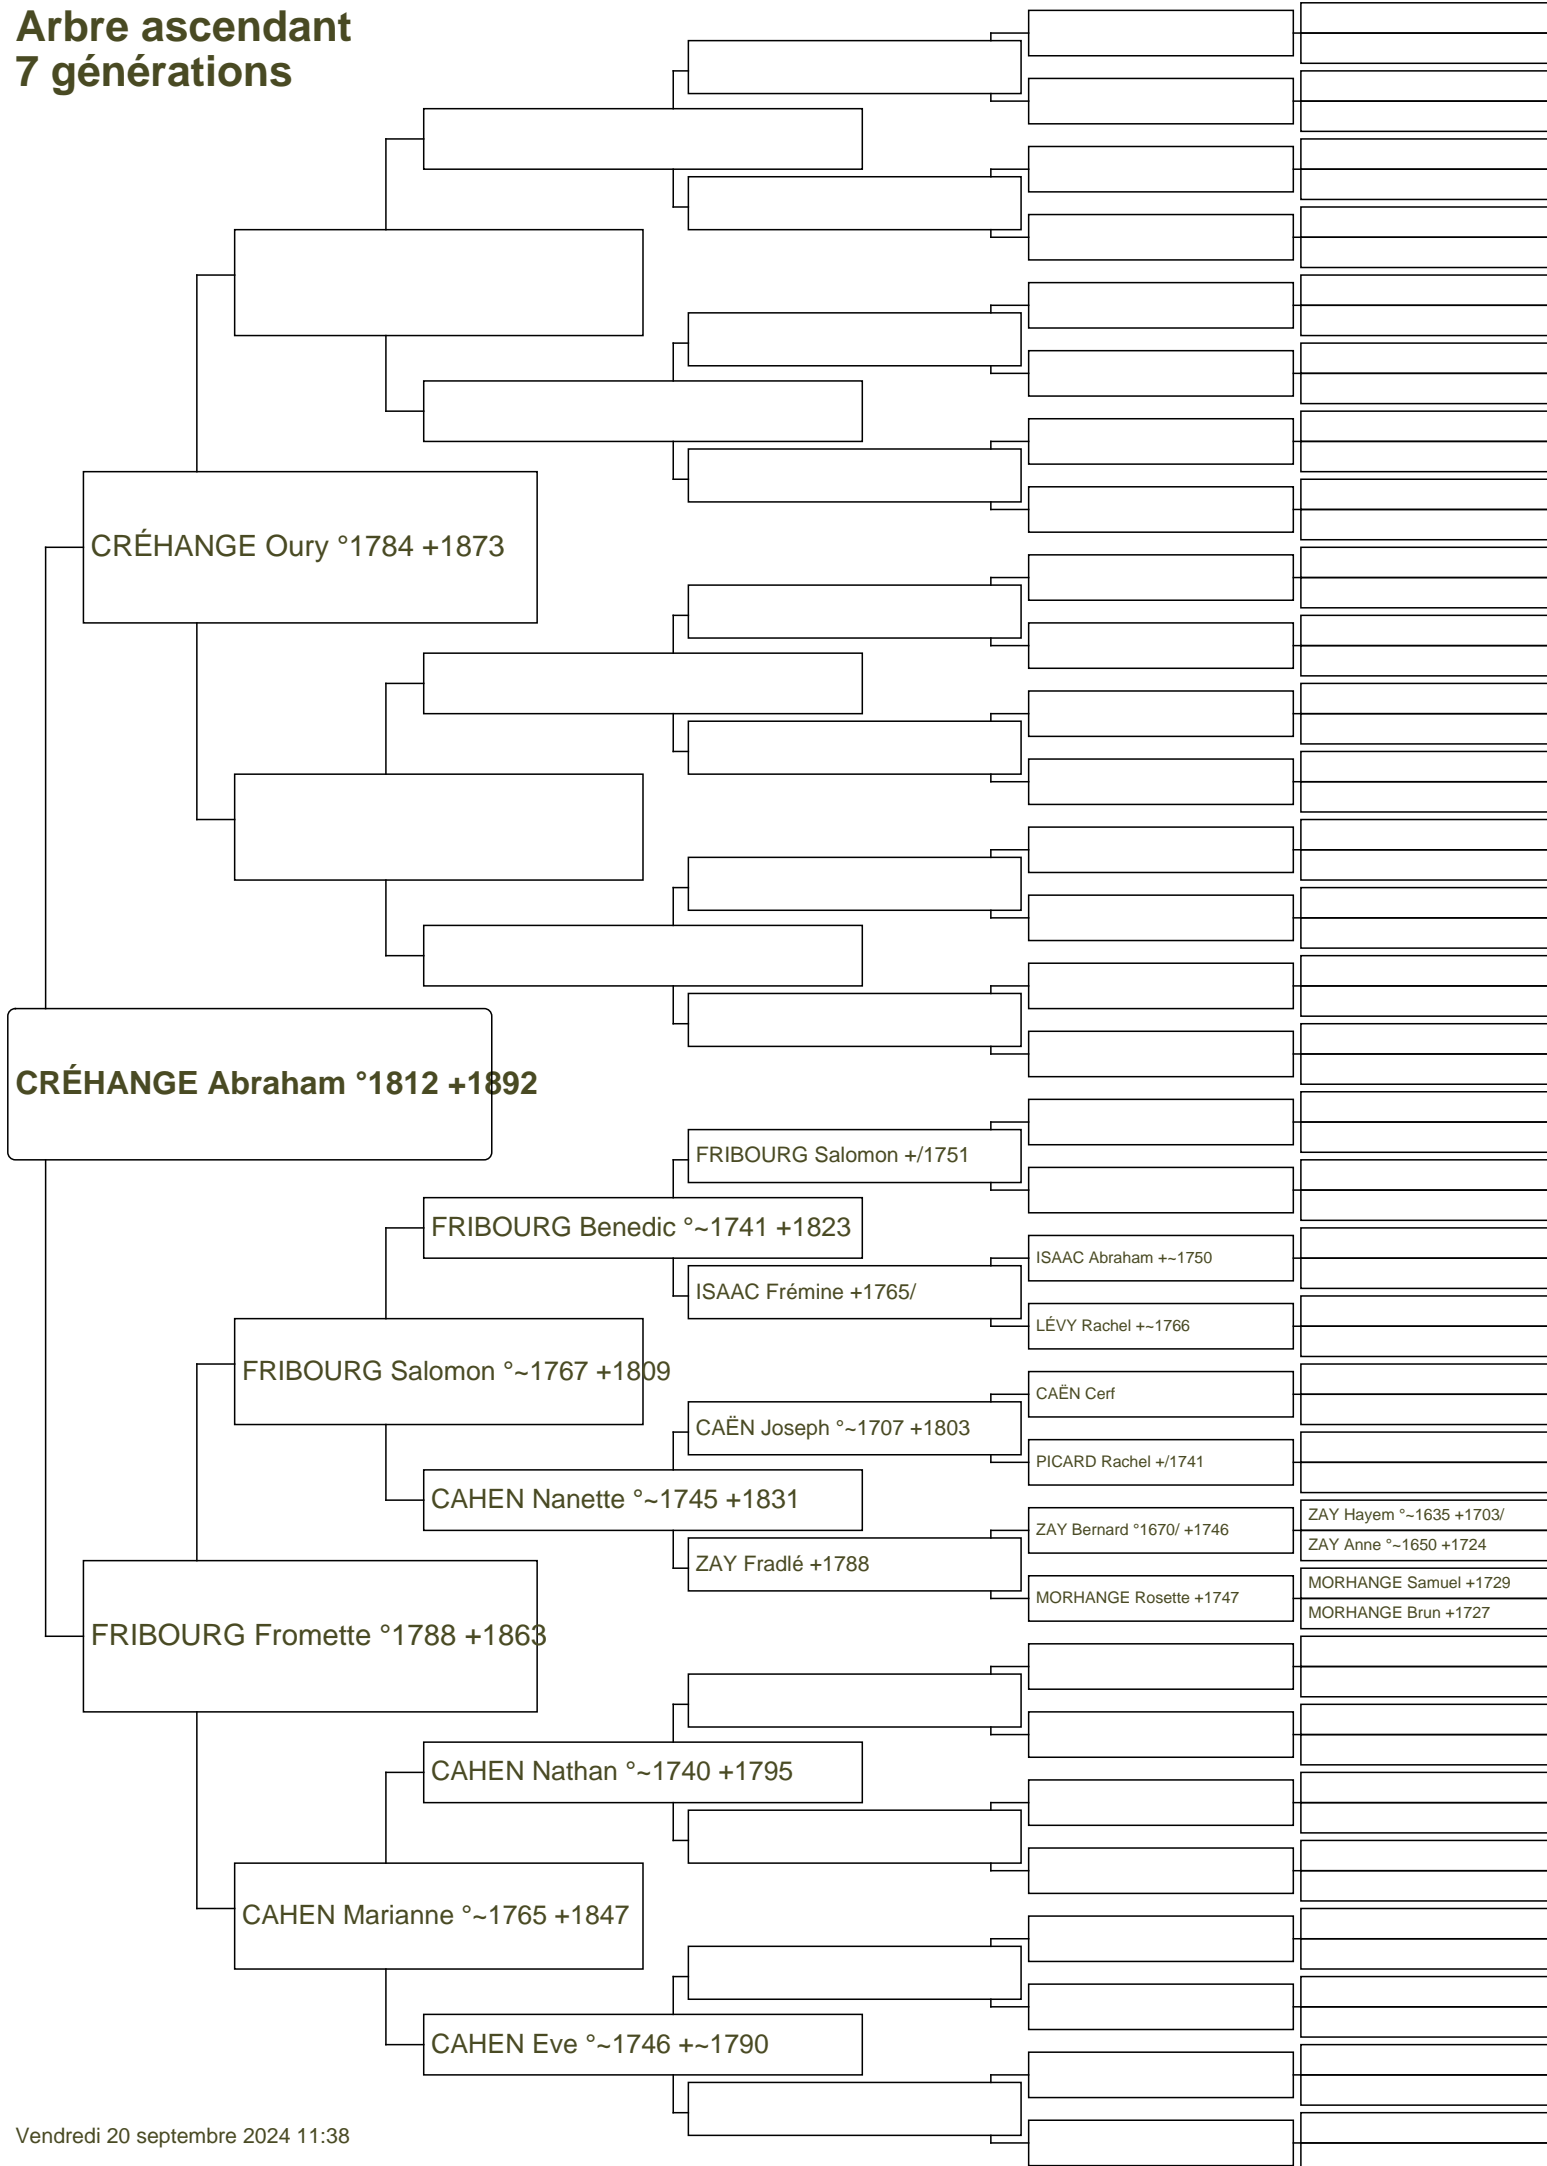 Arbre ascendant
7 générations
CRÉHANGE Oury °1784 +1873
CRÉHANGE Abraham °1812 +1892
FRIBOURG Salomon +/1751
FRIBOURG Benedic °~1741 +1823
ISAAC Abraham +~1750
ISAAC Frémine +1765/
LÉVY Rachel +~1766
FRIBOURG Salomon °~1767 +1809
CAËN Cerf
CAËN Joseph °~1707 +1803
PICARD Rachel +/1741
CAHEN Nanette °~1745 +1831
ZAY Hayem °~1635 +1703/
ZAY Bernard °1670/ +1746
ZAY Anne °~1650 +1724
ZAY Fradlé +1788
MORHANGE Samuel +1729
MORHANGE Rosette +1747
MORHANGE Brun +1727
FRIBOURG Fromette °1788 +1863
CAHEN Nathan °~1740 +1795
CAHEN Marianne °~1765 +1847
CAHEN Eve °~1746 +~1790
Vendredi 20 septembre 2024 11:38